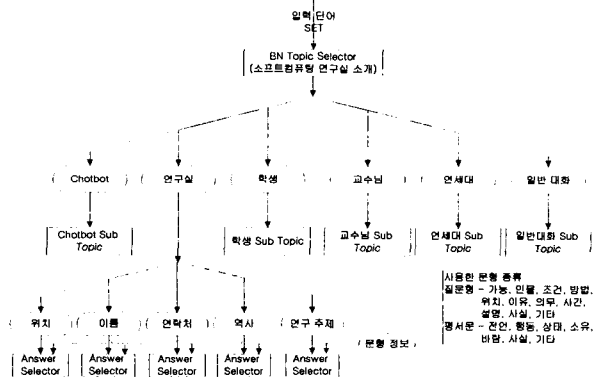 입력 단어
SET
BN Topic Selector
(소프트컴퓨팅 연구실 소개)
Chotbot
연구실
학생
교수님
연세대
일반 대화
Chotbot Sub
Topic
학생 Sub Topic
교수님 Sub
Topic
연세대 Sub
Topic
일반대화 Sub
Topic
사용한 문형 종류
질문형 - 가능, 인물, 조건, 방법,
위치, 이유, 의무, 시간,
설명, 사실, 기타
평서문 - 전언, 행동, 상태, 소유,
바람, 사실, 기타
위치
이름
연락처
역사
연구 주제
문형 정보
Answer
Selector
Answer
Selector
Answer
Selector
Answer
Selector
Answer
Selector